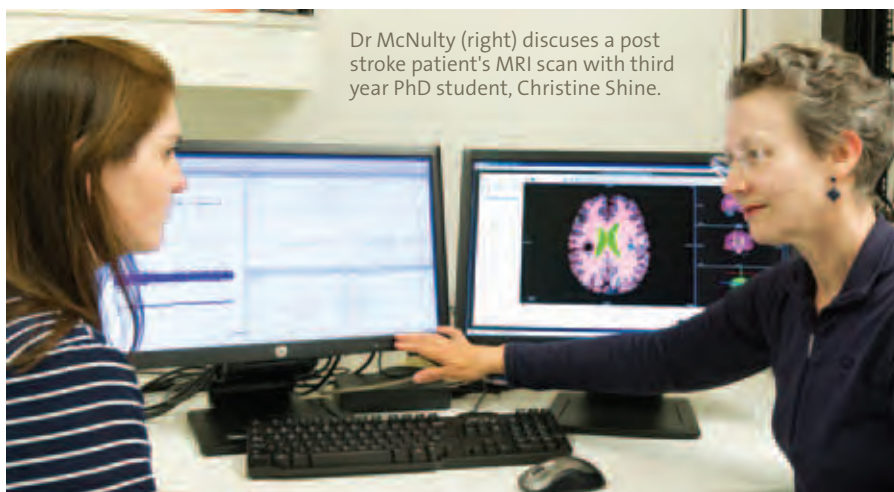 Dr McNulty (right) discuses a post
stroke patient's MRI scan with third
year PhD student, Christine Shine.